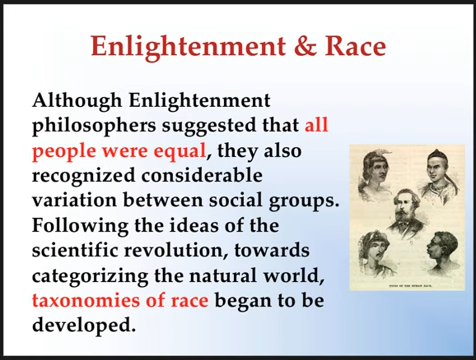 Enlightenment & Race
Although Enlightenment
philosophers suggested that all
people were equal, they also
recognized considerable
variation between social groups.
Following the ideas of the
scientific revolution, towards
categorizing the natural world,
taxonomies of race began to be
developed.